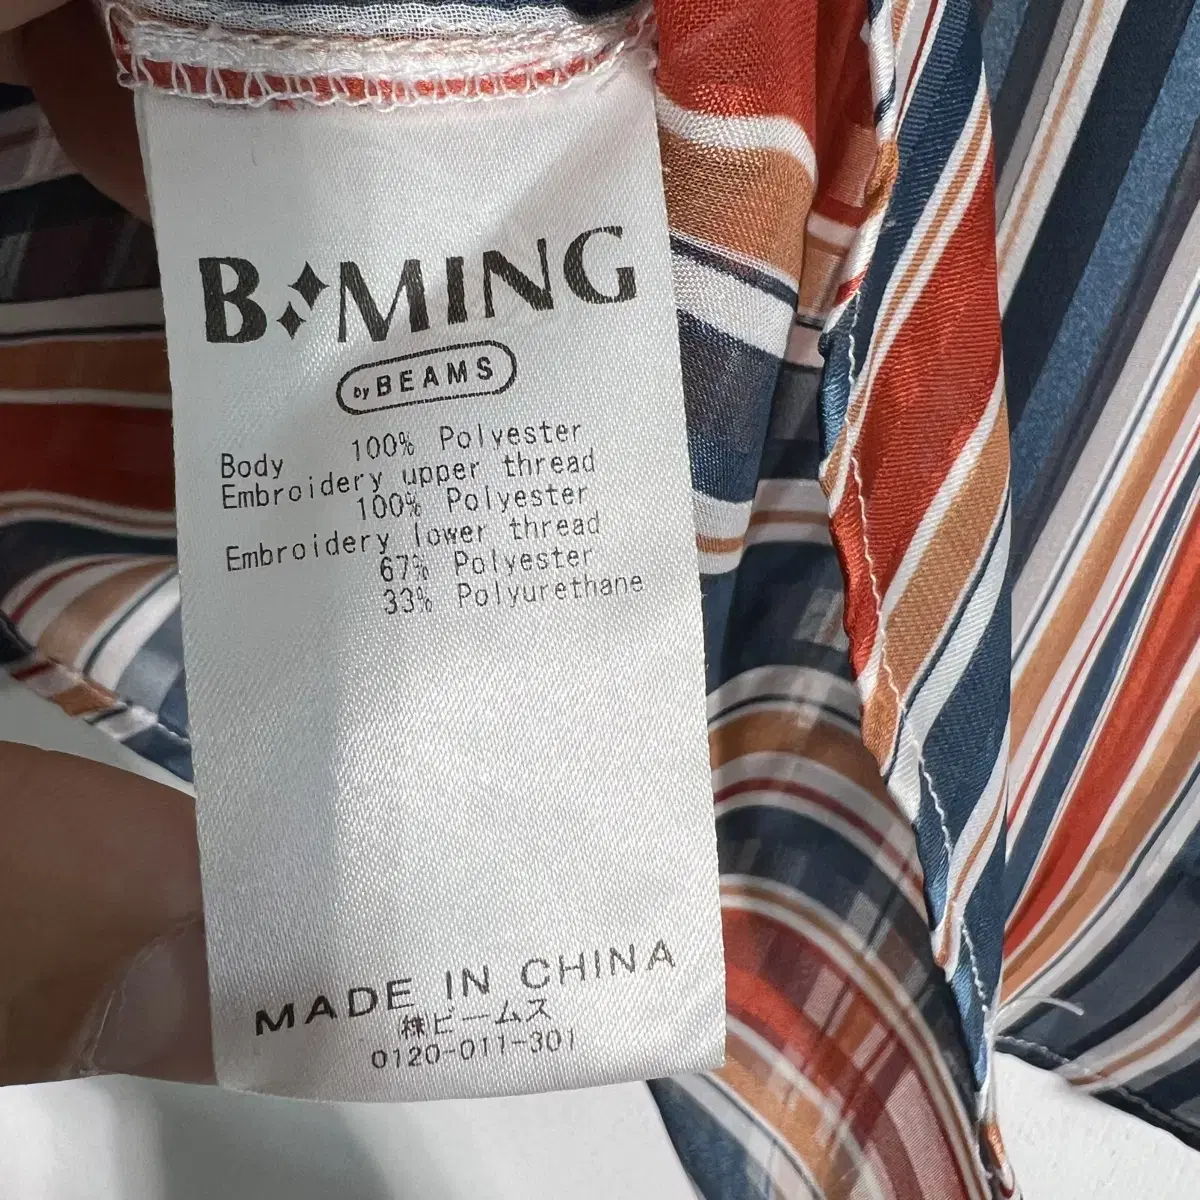 B MING
by BEAMS
Body 100% Polyester
Embroidery upper thread
100% Polyester
Embroidery lower thread
67% Polyester
33% Polyurethane
MADE IN CHINA
㈱ビームス
0120-011-301